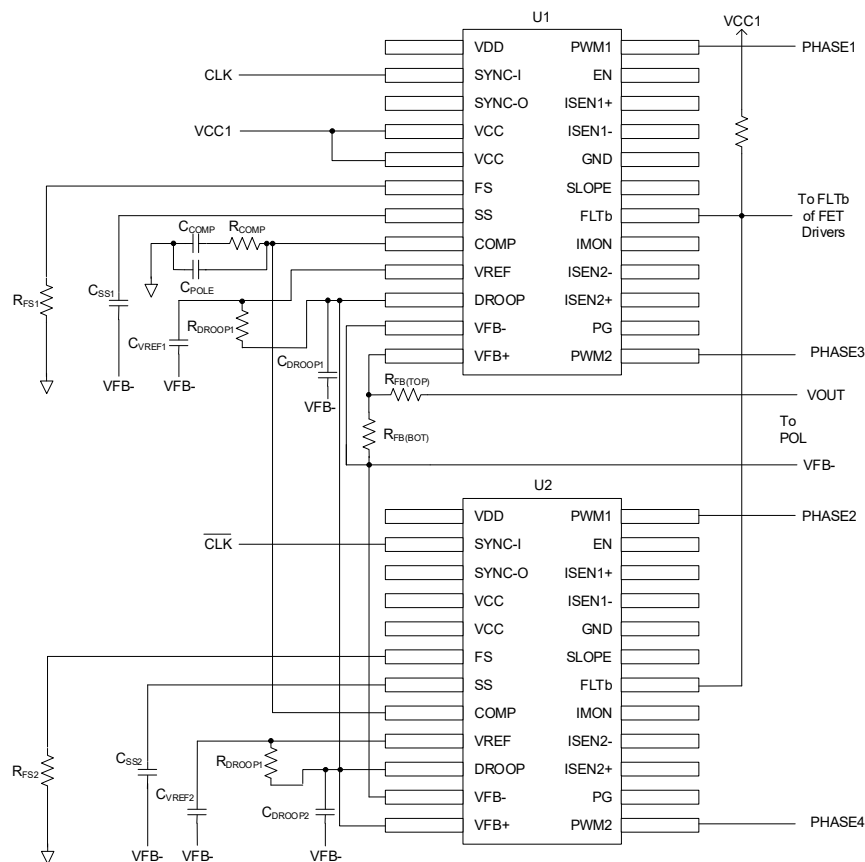 U1
VCC1
VDD PWM1 PHASE1
CLK SYNC-I EN
SYNC-O ISEN1+
VCC1 VCC ISEN1-
VCC GND
FS SLOPE
SS FLTb
To FLTb
of FET
Drivers
CCOMP RCOMP
COMP IMON
CPOLE
VREF ISEN2-
RFS1
CSS1
RDROOP1
DROOP ISEN2+
CVREF1
VFB- PG
CDROOP1
VFB+ PWM2 PHASE3
VFB- VFB- VFB-
RFB(TOP) VOUT
RFB(BOT)
To
POL
VFB-
U2
VDD PWM1 PHASE2
CLK SYNC-I EN
SYNC-O ISEN1+
VCC ISEN1-
VCC GND
FS SLOPE
SS FLTb
COMP IMON
VREF ISEN2-
RFS2
CSS2
RDROOP1
DROOP ISEN2+
CVREF2
CDROOP2
VFB- PG
VFB+ PWM2 PHASE4
VFB- VFB- VFB-